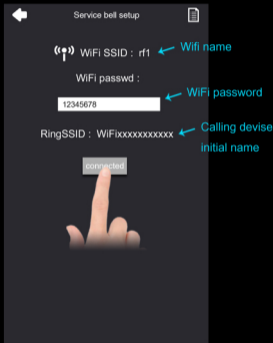 Service bell setup
WiFi SSID : rf1
Wifi name
WiFi passwd :
12345678
WiFi password
RingSSID : WiFixxxxxxxxxxx
Calling devise
initial name
connected